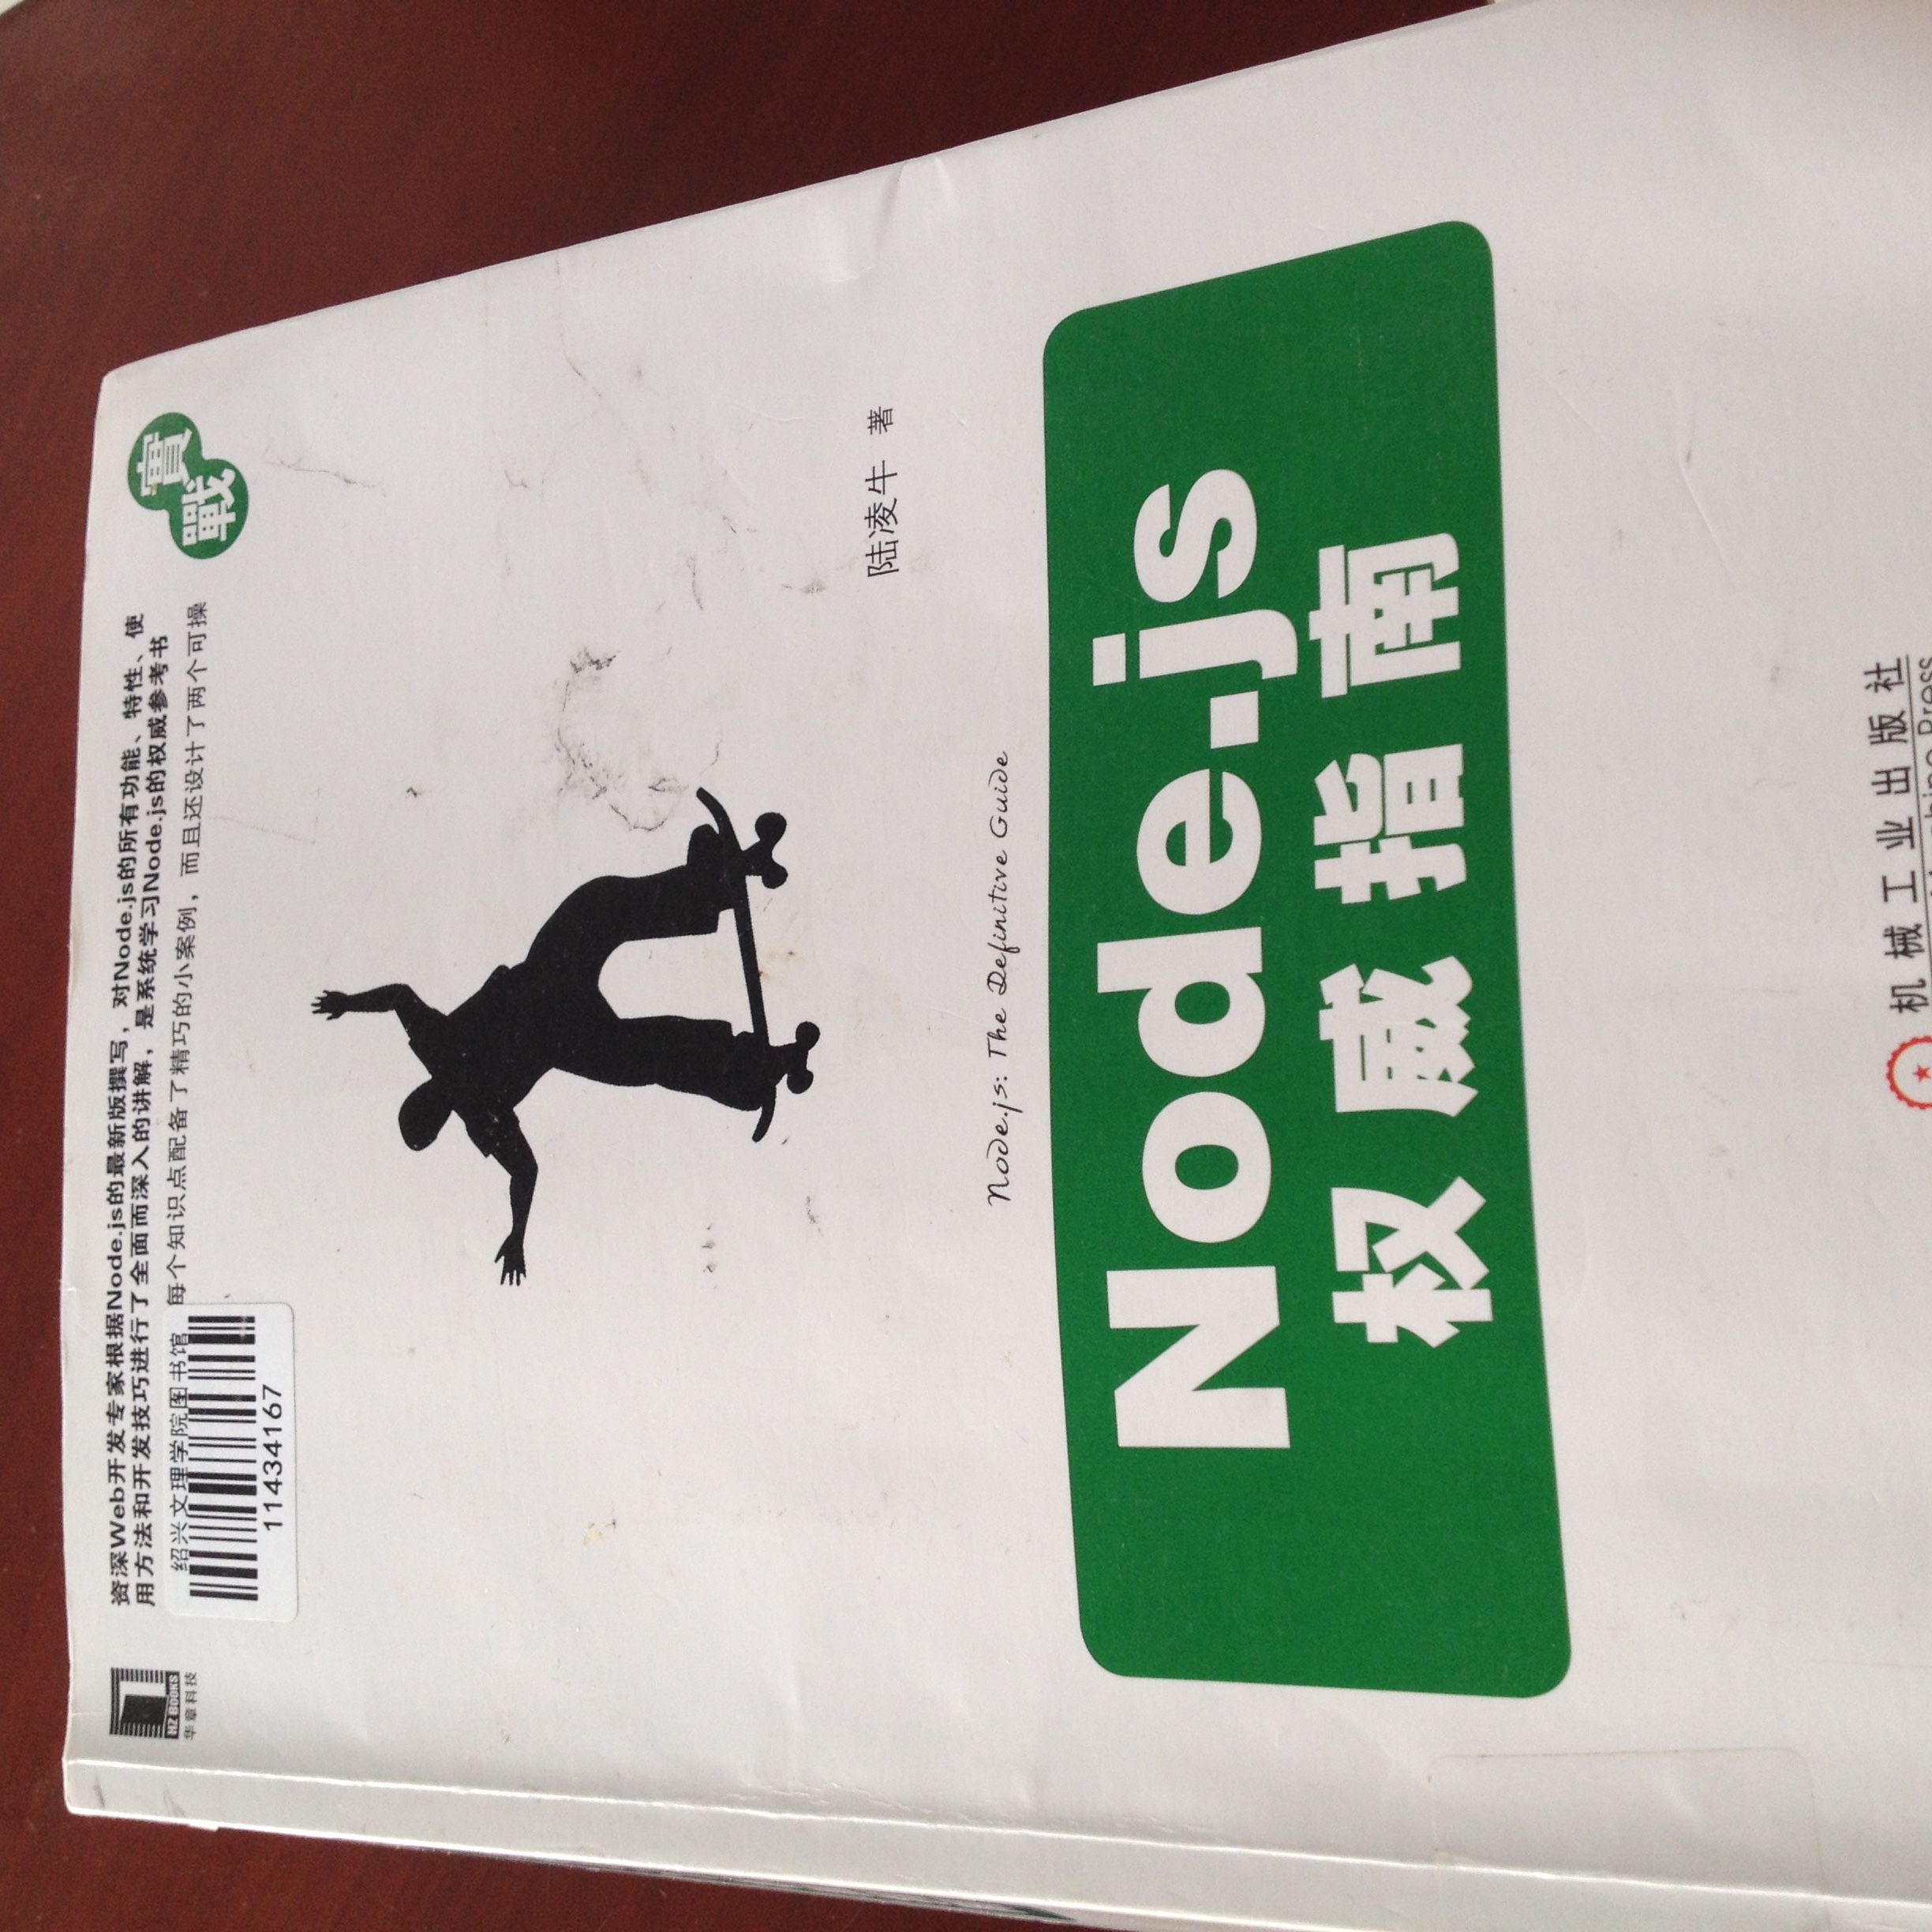 资深Web开发专家根据Node.js的最新版撰写，对Node.js的所有功能、特性、使
用方法和开发技巧进行了全面而深入的讲解，是系统学习Node.js的权威参考书
每个知识点配备了精巧的小案例，而且还设计了两个可操
HZ BOOKS
华章科技
绍兴文理学院图书馆
11434167
實
戰
陆凌牛 著
Node.js: The Definitive Guide
Node.js
权威指南
机械工业出版社
Press